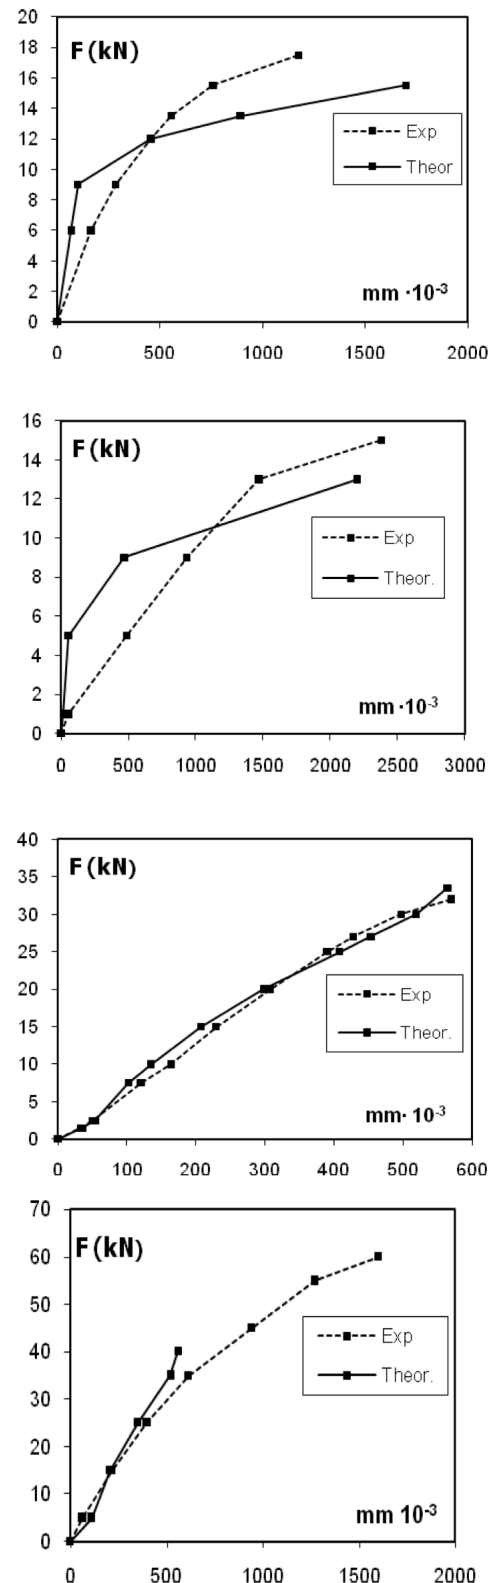 20
F (kN)
18
16
14
12
10
8
6
4
2
0
Exp
Theor
mm ·10-3
0 500 1000 1500 2000
16
F (kN)
14
12
10
8
6
4
2
0
Exp
Theor.
mm ·10-3
0 500 1000 1500 2000 2500 3000
40
F (kN)
35
30
25
20
15
10
5
0
Exp
Theor.
mm· 10-3
0 100 200 300 400 500 600
70
F (kN)
60
50
40
30
20
10
0
Exp
Theor.
mm 10-3
0 500 1000 1500 2000